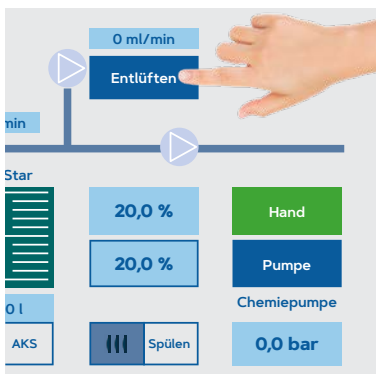 0 ml/min
Entlüften
min
Star
20,0 %
Hand
20,0 %
Pumpe
Chemiepumpe
0 l
AKS
Spülen
0,0 bar